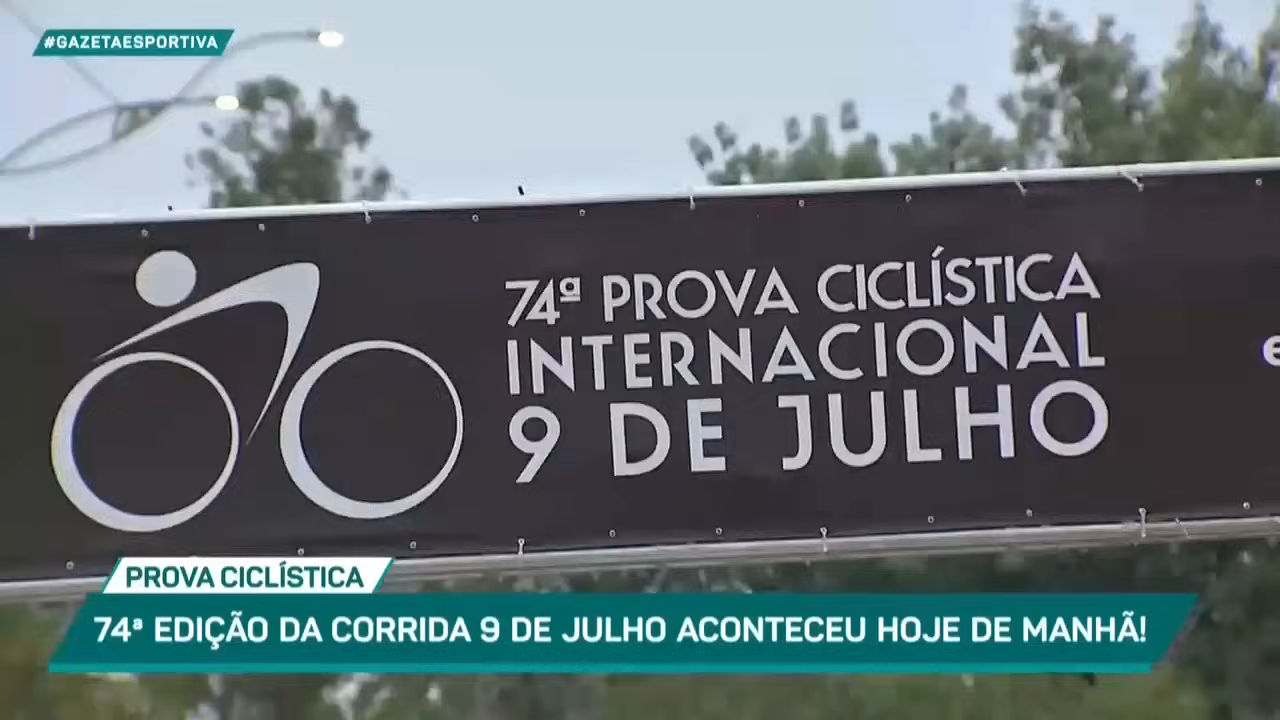 #GAZETAESPORTIVA
74ª PROVA CICLÍSTICA
INTERNACIONAL
9 DE JULHO
PROVA CICLÍSTICA
74ª EDIÇÃO DA CORRIDA 9 DE JULHO ACONTECEU HOJE DE MANHÃ!